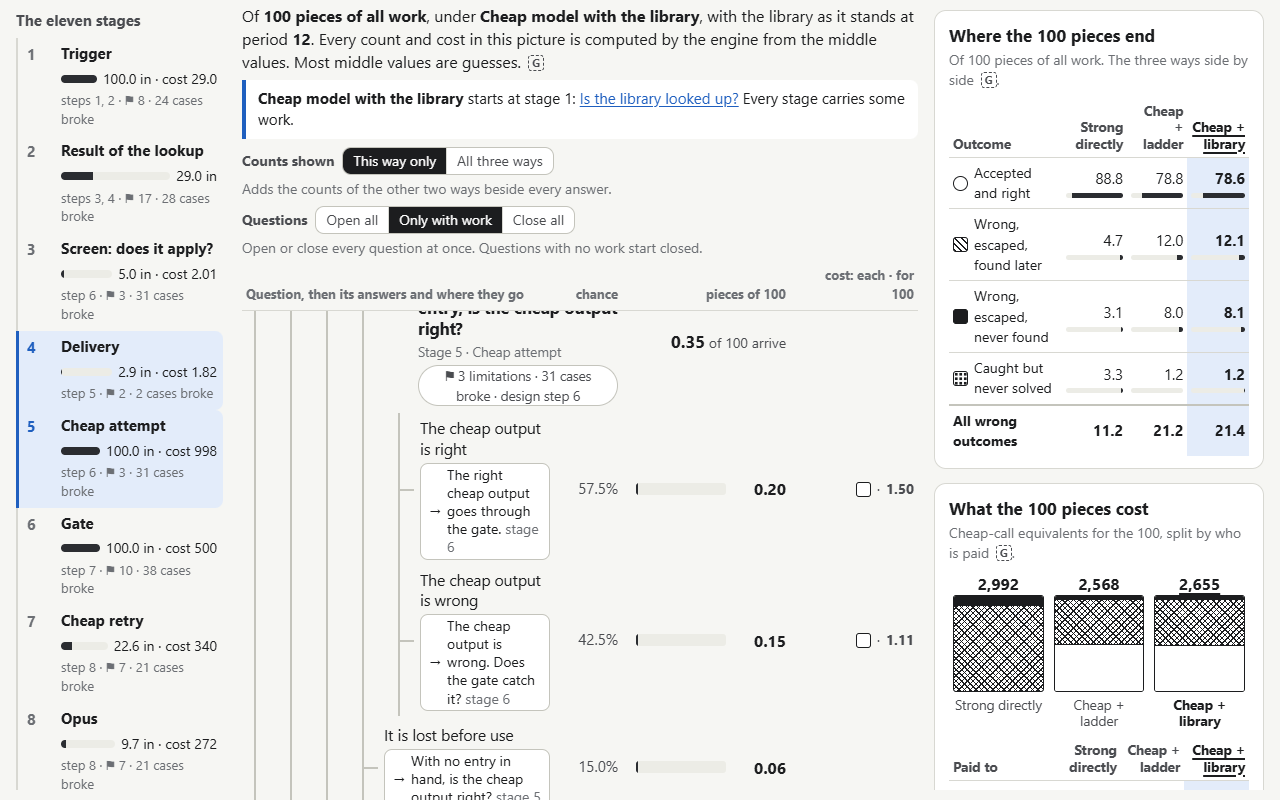 The eleven stages
1 Trigger
100.0 in · cost 29.0
steps 1, 2 · ⚑ 8 · 24 cases
broke
2 Result of the lookup
29.0 in
steps 3, 4 · ⚑ 17 · 28 cases
broke
3 Screen: does it apply?
5.0 in · cost 2.01
step 6 · ⚑ 3 · 31 cases
broke
4 Delivery
2.9 in · cost 1.82
step 5 · ⚑ 2 · 2 cases broke
5 Cheap attempt
100.0 in · cost 998
step 6 · ⚑ 3 · 31 cases
broke
6 Gate
100.0 in · cost 500
step 7 · ⚑ 10 · 38 cases
broke
7 Cheap retry
22.6 in · cost 340
step 8 · ⚑ 7 · 21 cases
broke
8 Opus
9.7 in · cost 272
step 8 · ⚑ 7 · 21 cases
broke
Of 100 pieces of all work, under Cheap model with the library, with the library as it stands at
period 12. Every count and cost in this picture is computed by the engine from the middle
values. Most middle values are guesses. G
Cheap model with the library starts at stage 1: Is the library looked up? Every stage carries some
work.
Counts shown This way only All three ways
Adds the counts of the other two ways beside every answer.
Questions Open all Only with work Close all
Open or close every question at once. Questions with no work start closed.
cost: each · for
Question, then its answers and where they go chance pieces of 100 100
entry, is the cheap output
right?
0.35 of 100 arrive
Stage 5 · Cheap attempt
⚑ 3 limitations · 31 cases
broke · design step 6
The cheap output
is right
The right
cheap output
→ goes through 57.5% 0.20 · 1.50
the gate. stage
6
The cheap output
is wrong
The cheap
output is
→ wrong. Does 42.5% 0.15 · 1.11
the gate catch
it? stage 6
It is lost before use
With no entry in
→ hand, is the cheap 15.0% 0.06
output right? stage 5
Where the 100 pieces end
Of 100 pieces of all work. The three ways side by
side G.
Cheap
Strong + Cheap +
Outcome directly ladder library
Accepted
and right 88.8 78.8 78.6
Wrong,
escaped, 4.7 12.0 12.1
found later
Wrong,
escaped, 3.1 8.0 8.1
never found
Caught but
never solved 3.3 1.2 1.2
All wrong
outcomes 11.2 21.2 21.4
What the 100 pieces cost
Cheap-call equivalents for the 100, split by who
is paid G.
2,992 2,568 2,655
Strong directly Cheap + Cheap +
ladder library
Strong Cheap + Cheap +
Paid to directly ladder library